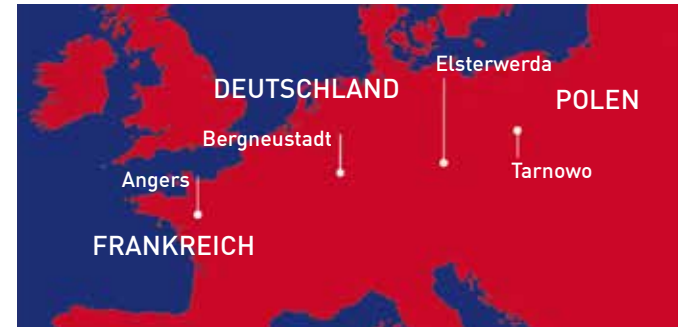 Elsterwerda
DEUTSCHLAND
POLEN
Bergneustadt
Tarnowo
Angers
FRANKREICH